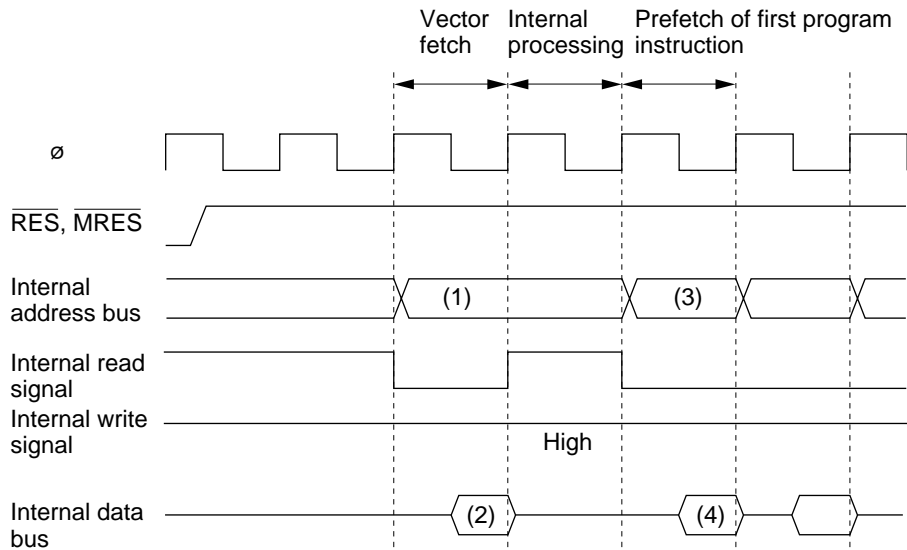 Vector fetch
Internal processing
Prefetch of first program instruction
ø
RES, MRES
Internal address bus
(1)
(3)
Internal read signal
Internal write signal
High
Internal data bus
(2)
(4)